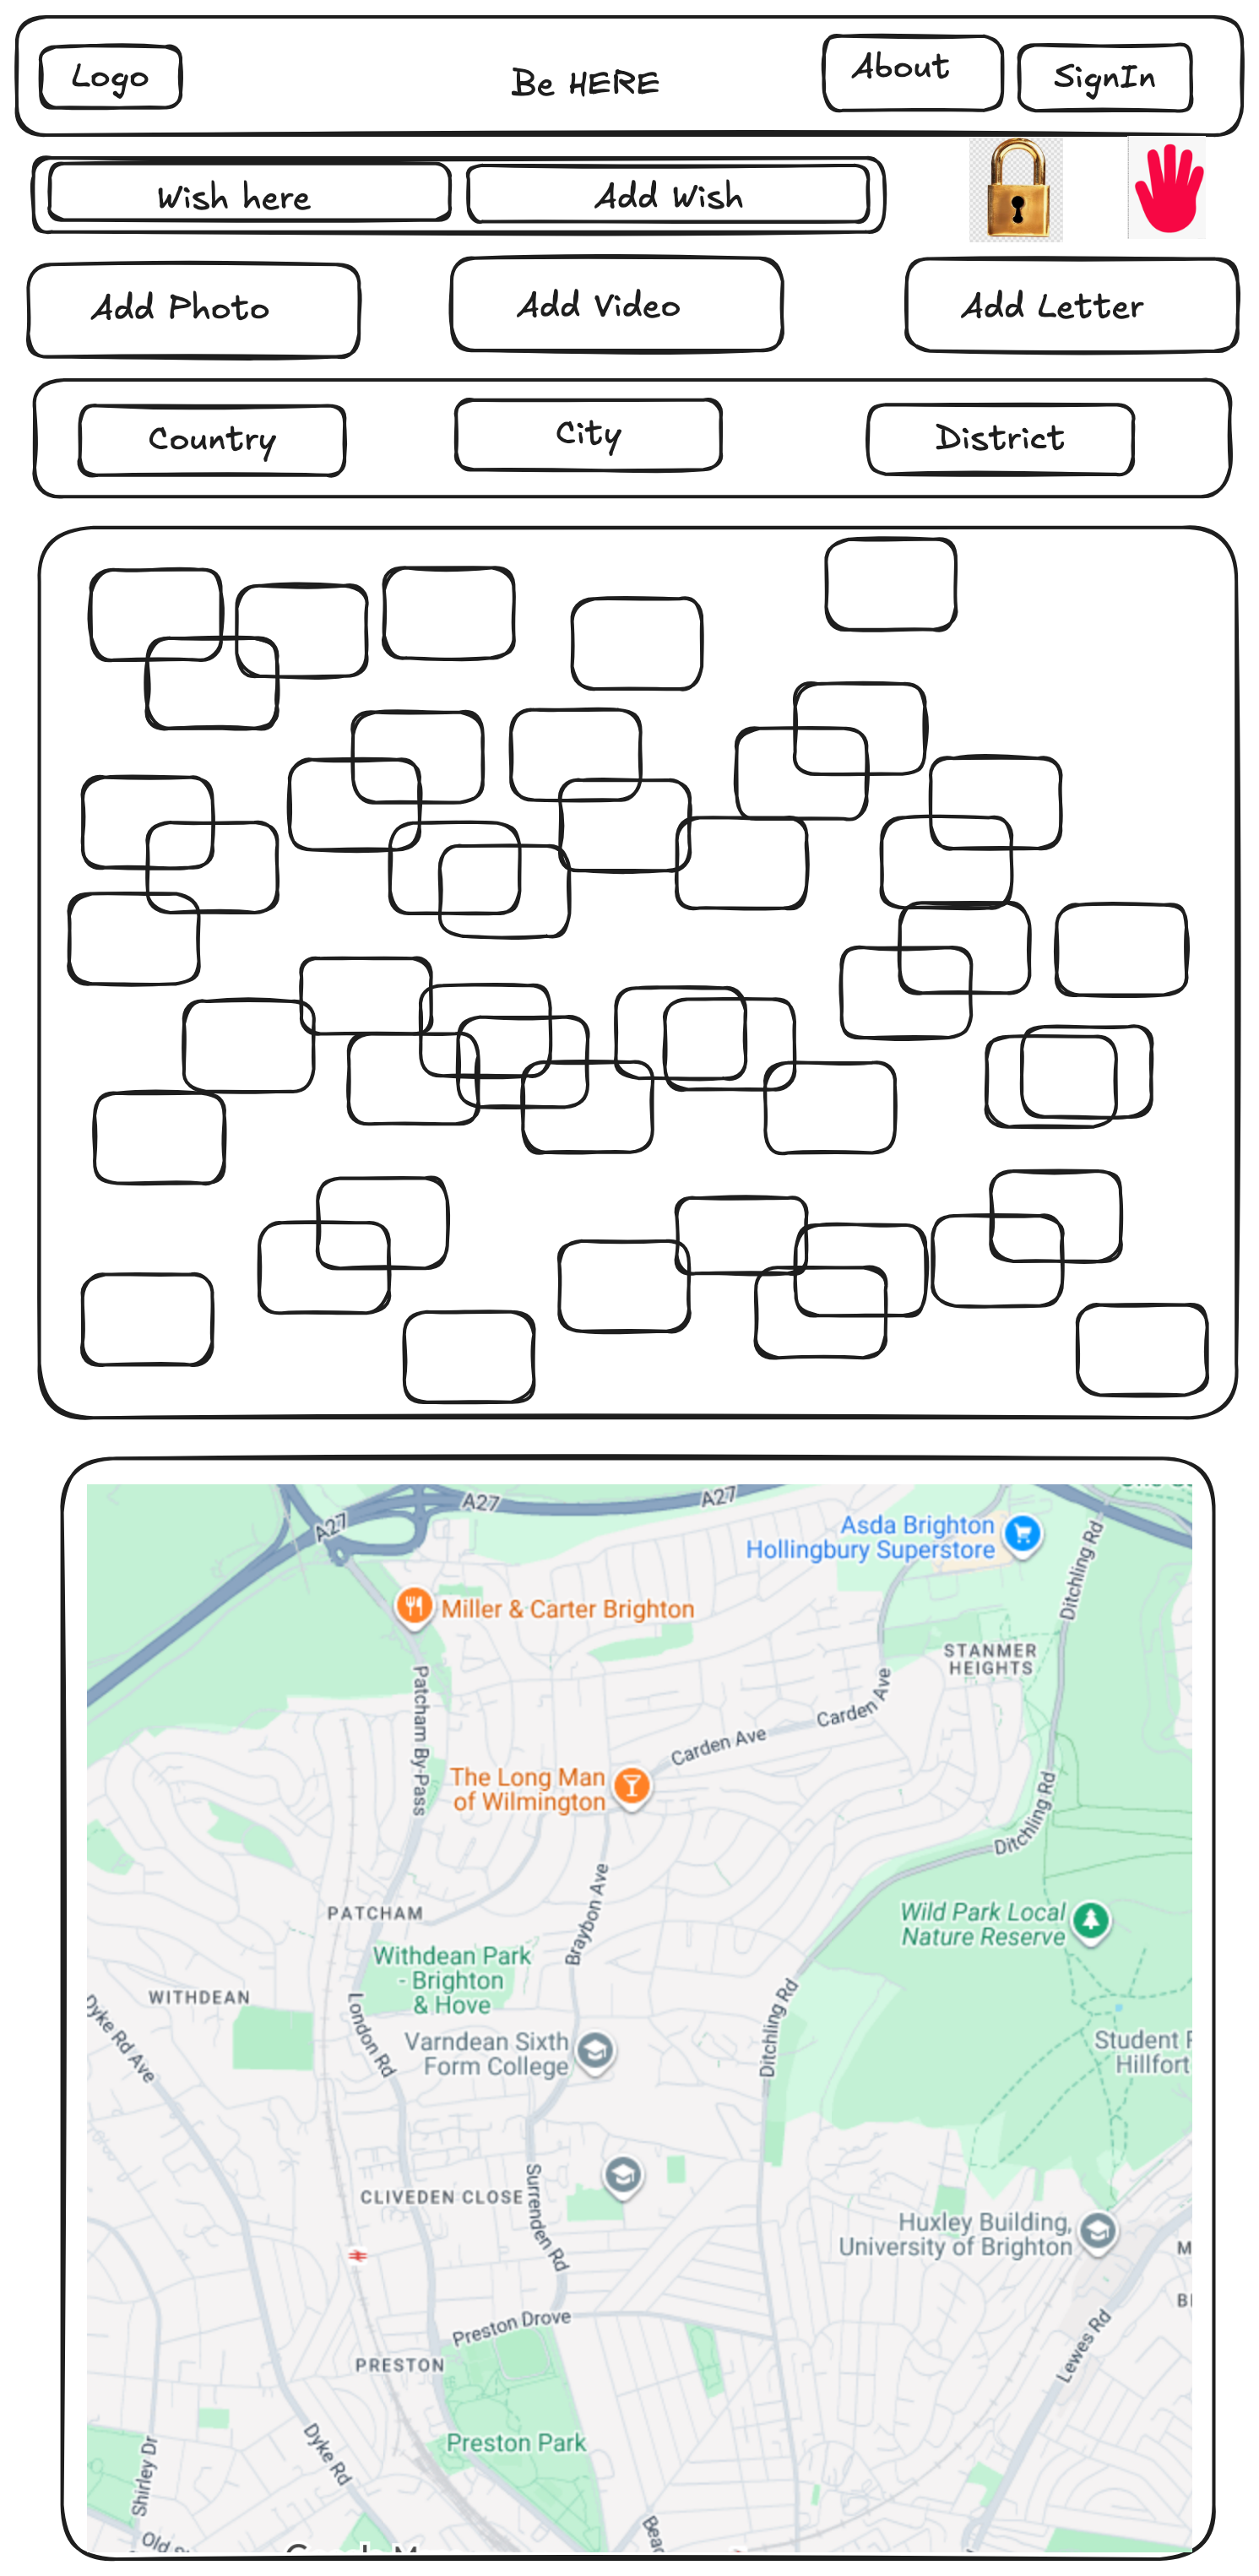 Logo
Be HERE
About
SignIn
Wish here
Add Wish
Add Photo
Add Video
Add Letter
Country
City
District
A27
A27
A27
Asda Brighton
Hollingbury Superstore
Ditchling Rd
Miller & Carter Brighton
STANMER
HEIGHTS
Patcham By-Pass
Carden Ave
Carden Ave
The Long Man
of Wilmington
Ditchling Rd
Braybon Ave
PATCHAM
Wild Park Local
Nature Reserve
Withdean Park
- Brighton
& Hove
WITHDEAN
Dyke Rd Ave
London Rd
Ditchling Rd
Varndean Sixth
Form College
Student
Hillfort
CLIVEDEN CLOSE
Surrenden Rd
Huxley Building,
University of Brighton
Preston Drove
PRESTON
Lewes Rd
Preston Park
Dyke Rd
Shirley Dr
Old